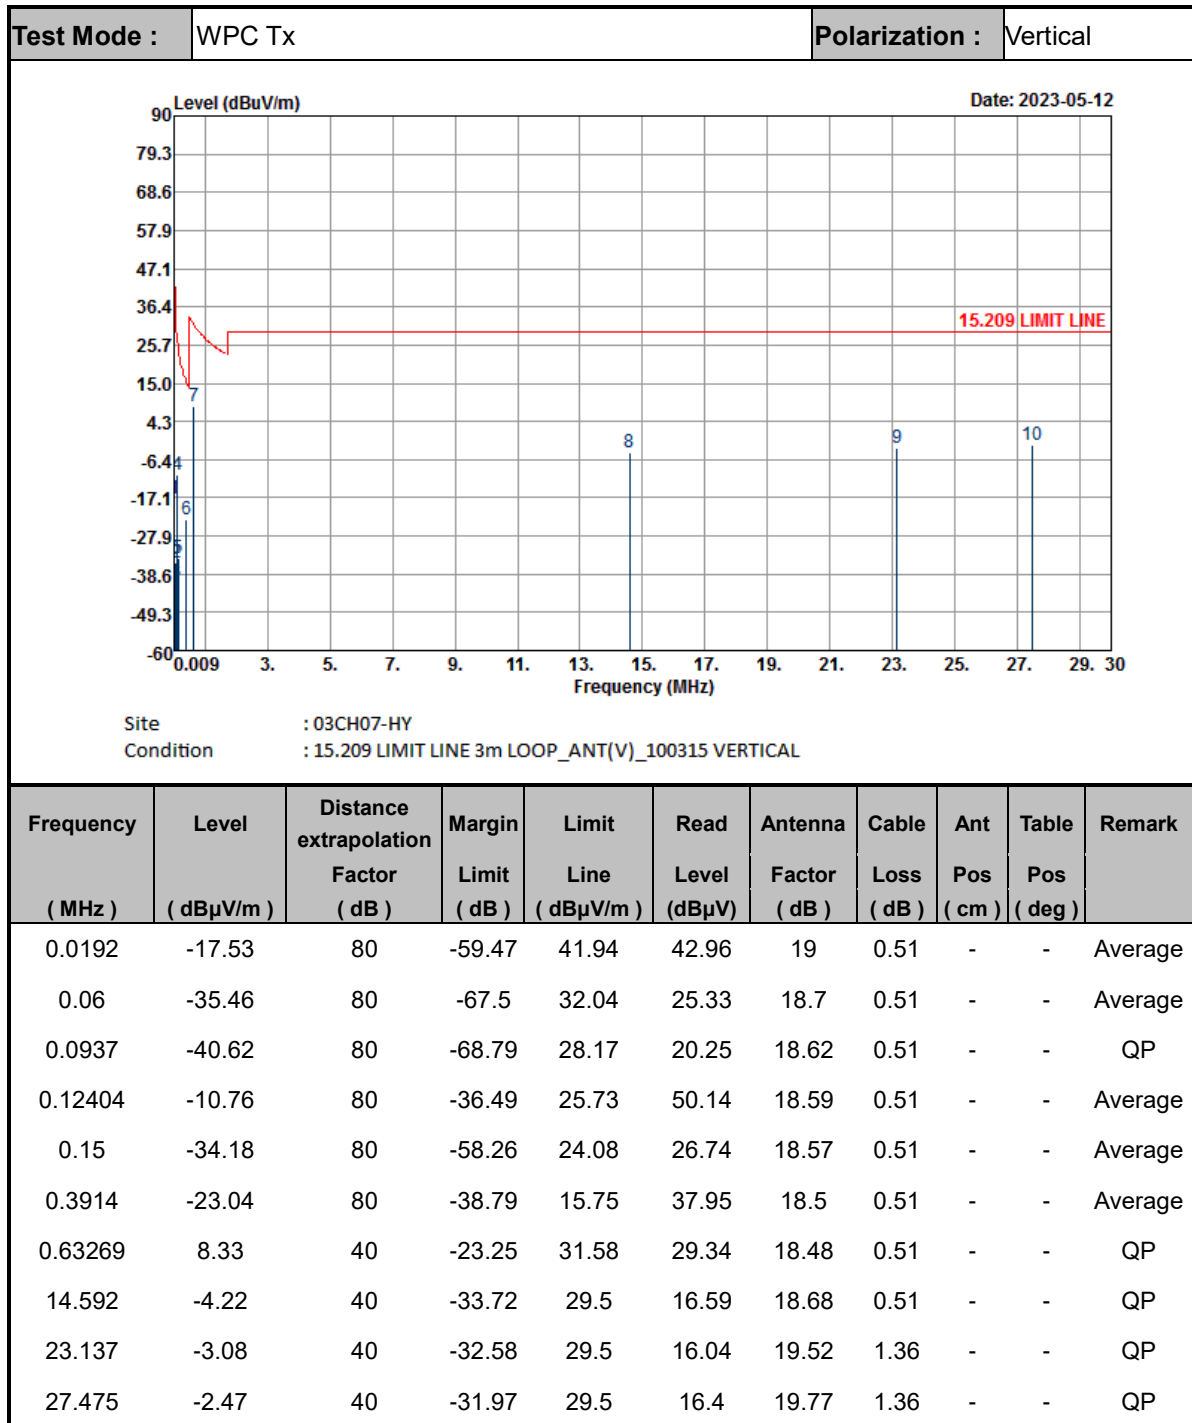 Test Mode : WPC Tx Polarization : Vertical
Level (dBuV/m) Date: 2023-05-12
90
79.3
68.6
57.9
47.1
36.4
15.209 LIMIT LINE
25.7
15.0
7
4.3
8 9 10
-6.4
4
-17.1
6
-27.9
5
-38.6
-49.3
-60
0.009 3. 5. 7. 9. 11. 13. 15. 17. 19. 21. 23. 25. 27. 29. 30
Frequency (MHz)
Site : 03CH07-HY
Condition : 15.209 LIMIT LINE 3m LOOP_ANT(V)_100315 VERTICAL
Frequency Level Distance extrapolation Margin Limit Read Antenna Cable Ant Table Remark
Factor Limit Line Level Factor Loss Pos Pos
( MHz ) ( dBµV/m ) ( dB ) ( dB ) ( dBµV/m ) (dBµV) ( dB ) ( dB ) ( cm ) ( deg )
0.0192 -17.53 80 -59.47 41.94 42.96 19 0.51 - - Average
0.06 -35.46 80 -67.5 32.04 25.33 18.7 0.51 - - Average
0.0937 -40.62 80 -68.79 28.17 20.25 18.62 0.51 - - QP
0.12404 -10.76 80 -36.49 25.73 50.14 18.59 0.51 - - Average
0.15 -34.18 80 -58.26 24.08 26.74 18.57 0.51 - - Average
0.3914 -23.04 80 -38.79 15.75 37.95 18.5 0.51 - - Average
0.63269 8.33 40 -23.25 31.58 29.34 18.48 0.51 - - QP
14.592 -4.22 40 -33.72 29.5 16.59 18.68 0.51 - - QP
23.137 -3.08 40 -32.58 29.5 16.04 19.52 1.36 - - QP
27.475 -2.47 40 -31.97 29.5 16.4 19.77 1.36 - - QP